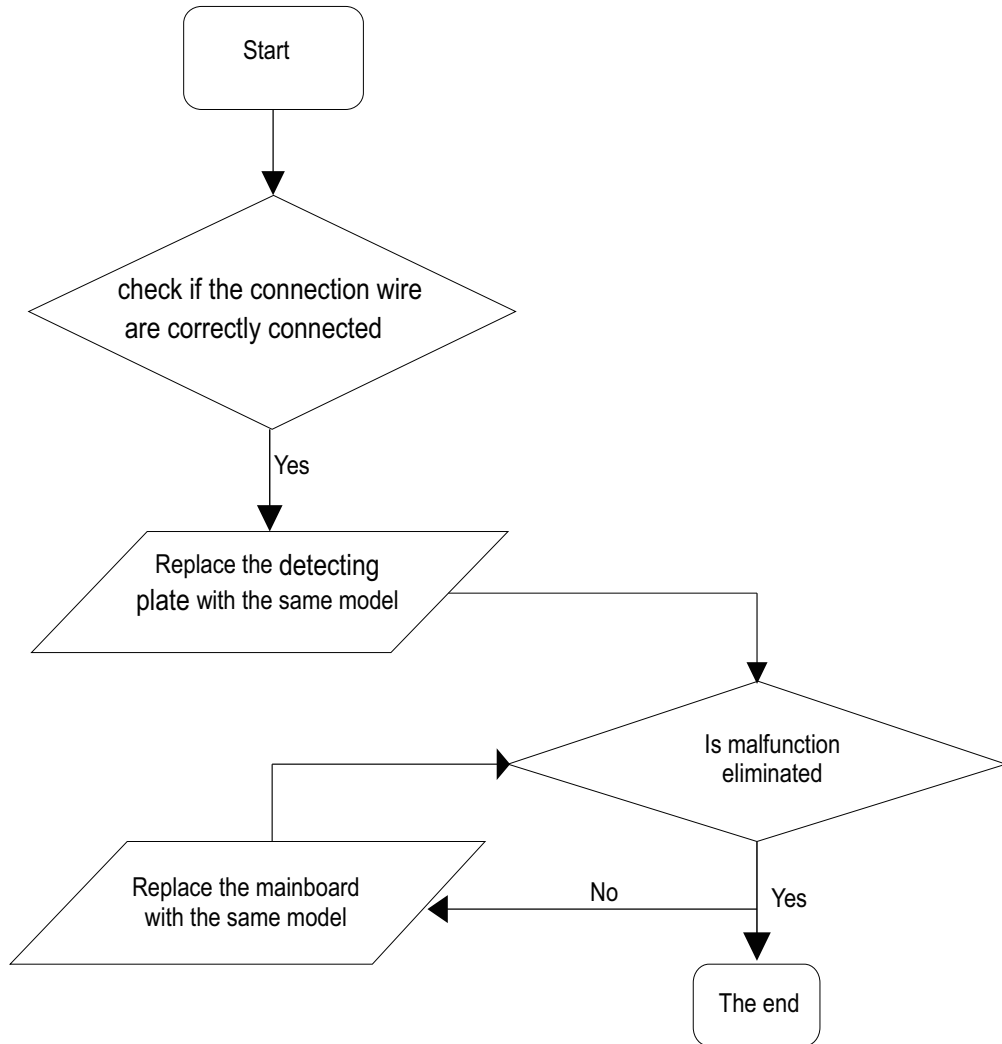 Start
check if the connection wire
are correctly connected
Yes
Replace the detecting
plate with the same model
Is malfunction
eliminated
Replace the mainboard
with the same model
No
Yes
The end